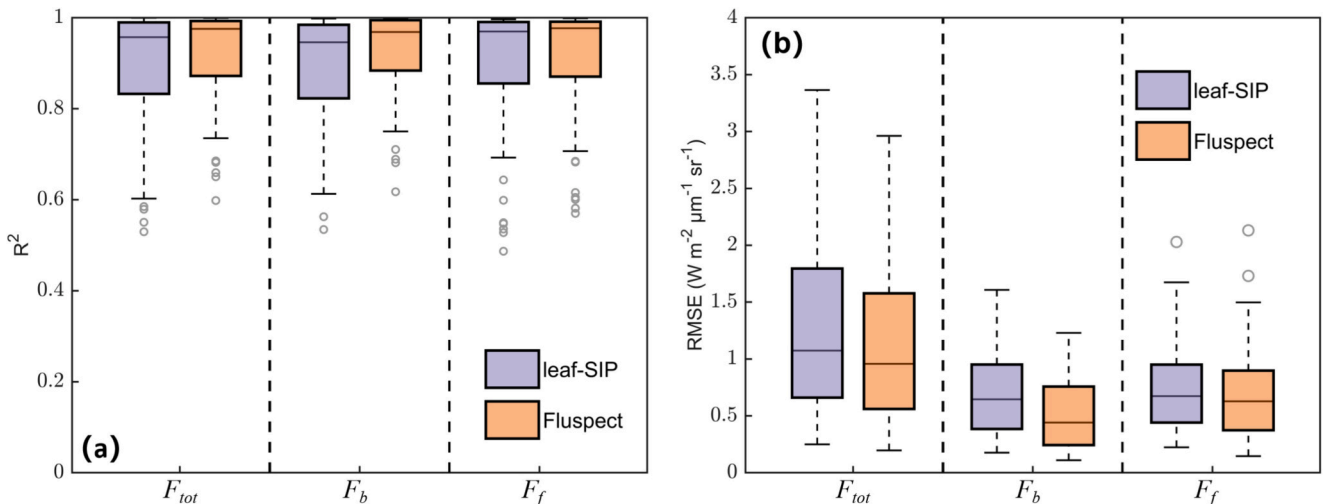 1
0.8
0.6
0.4
0.2
0
R²
leaf-SIP
Fluspect
(a)
F_tot
F_b
F_f
4
3.5
3
2.5
2
1.5
1
0.5
0
RMSE (W m⁻² μm⁻¹ sr⁻¹)
(b)
leaf-SIP
Fluspect
F_tot
F_b
F_f